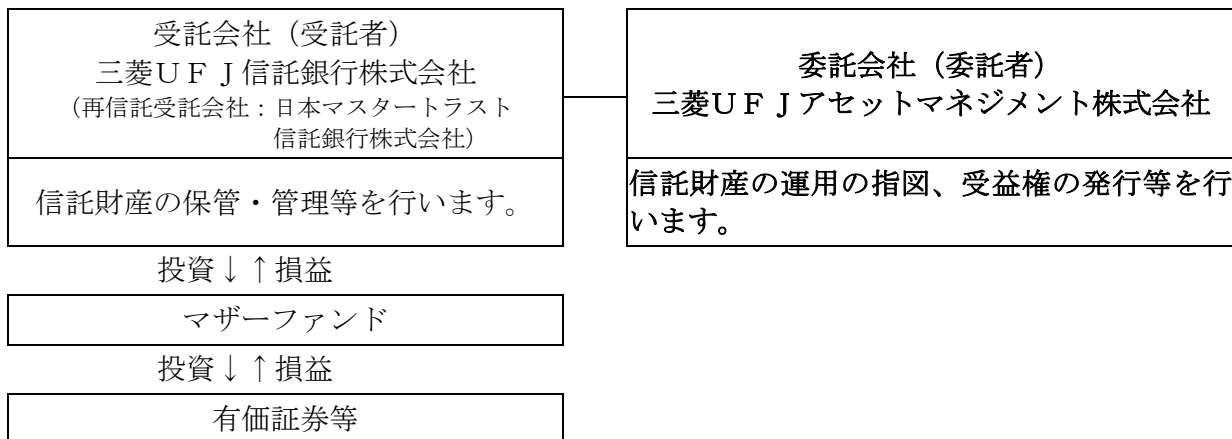 受託会社（受託者）
三菱ＵＦＪ信託銀行株式会社
（再信託受託会社：日本マスタートラスト
信託銀行株式会社）
信託財産の保管・管理等を行います。
委託会社（委託者）
三菱ＵＦＪアセットマネジメント株式会社
信託財産の運用の指図、受益権の発行等を行
います。
投資↓↑損益
マザーファンド
投資↓↑損益
有価証券等